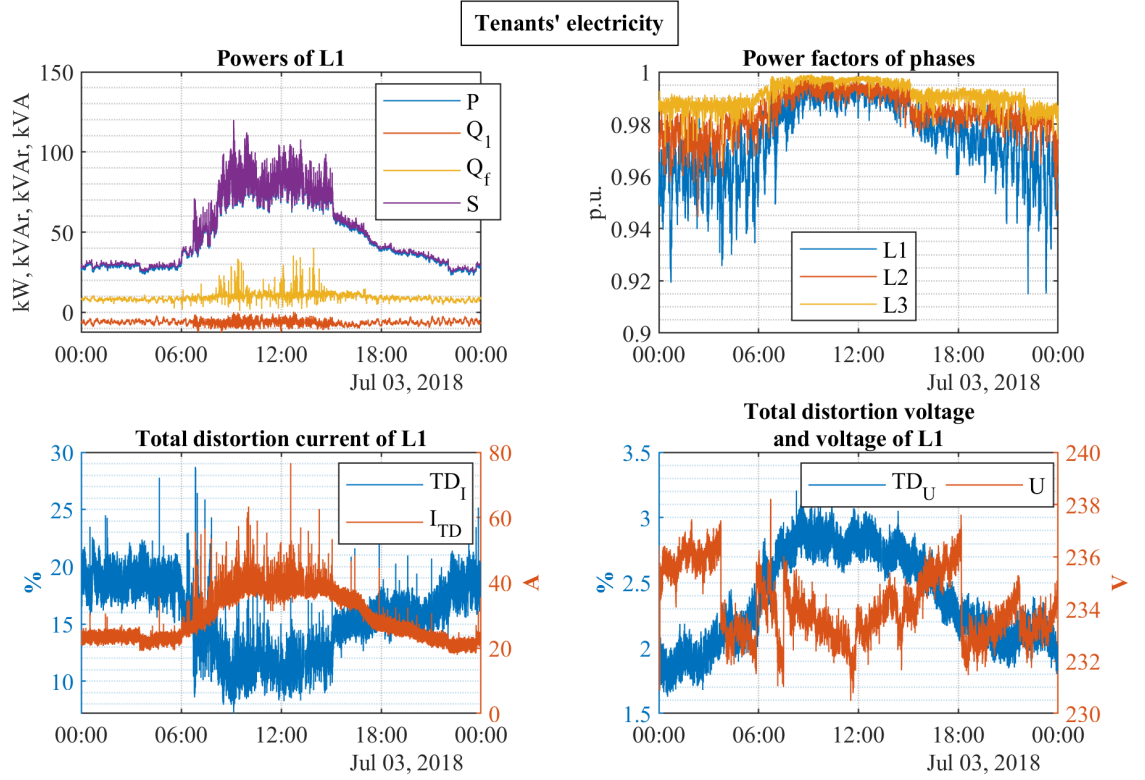 Tenants' electricity
Powers of L1
kW, kVAr, kVAr, kVA
150
100
50
0
P
Q1
Qf
S
00:00 06:00 12:00 18:00 00:00
Jul 03, 2018
Power factors of phases
p.u.
1
0.98
0.96
0.94
0.92
0.9
L1
L2
L3
00:00 06:00 12:00 18:00 00:00
Jul 03, 2018
Total distortion current of L1
%
30
25
20
15
10
TDI
ITD
80
60
40
20
0
A
00:00 06:00 12:00 18:00 00:00
Jul 03, 2018
Total distortion voltage
and voltage of L1
%
3.5
3
2.5
2
1.5
TDU U
240
238
236
234
232
230
V
00:00 06:00 12:00 18:00 00:00
Jul 03, 2018